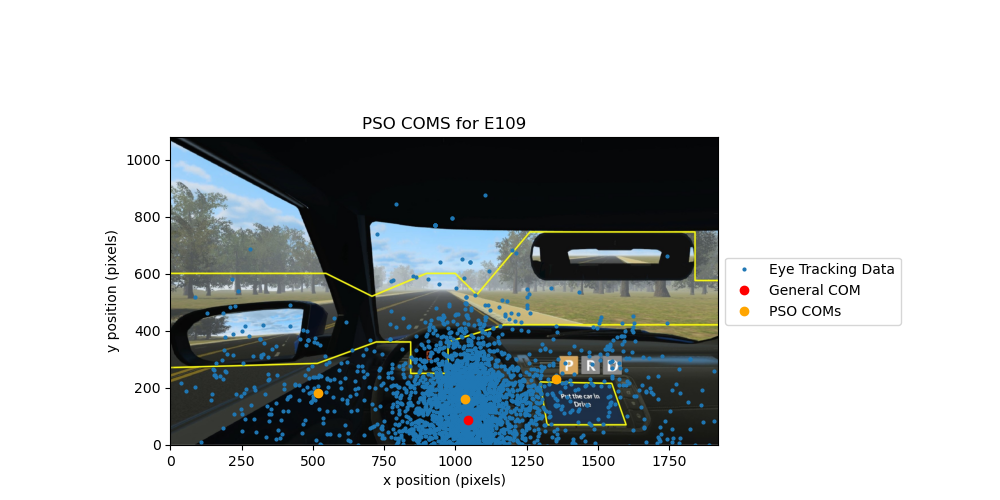 PSO COMS for E109
1000
800
600
400
200
0
y position (pixels)
0 250 500 750 1000 1250 1500 1750
x position (pixels)
P R D
Put the car in
Drive
Eye Tracking Data
General COM
PSO COMs